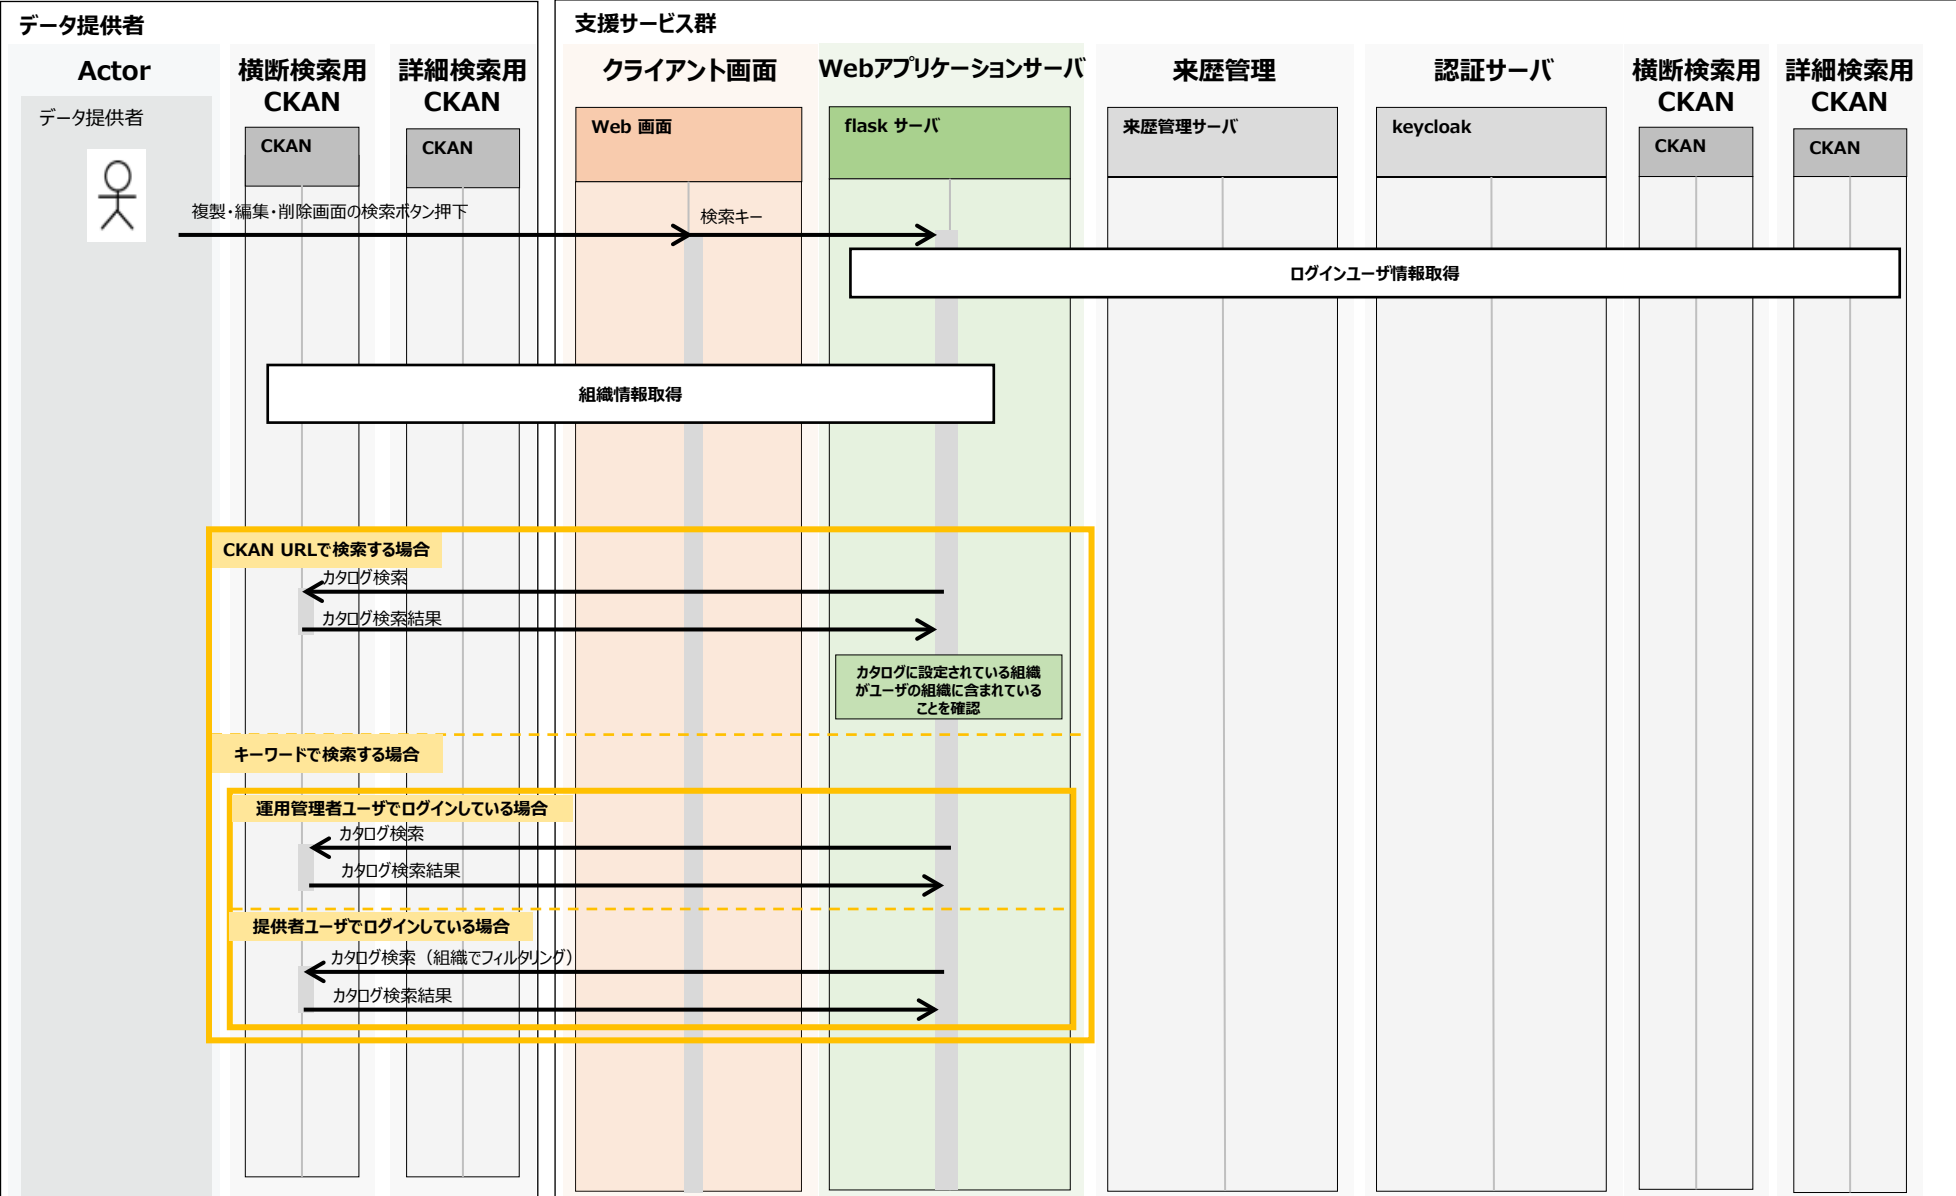 データ提供者
支援サービス群
Actor
横断検索用
CKAN
詳細検索用
CKAN
クライアント画面
Webアプリケーションサーバ
来歴管理
認証サーバ
横断検索用
CKAN
詳細検索用
CKAN
データ提供者
CKAN
CKAN
Web 画面
flask サーバ
来歴管理サーバ
keycloak
CKAN
CKAN
複製・編集・削除画面の検索ボタン押下
検索キー
ログインユーザ情報取得
組織情報取得
CKAN URLで検索する場合
カタログ検索
カタログ検索結果
カタログに設定されている組織
がユーザの組織に含まれている
ことを確認
キーワードで検索する場合
運用管理者ユーザでログインしている場合
カタログ検索
カタログ検索結果
提供者ユーザでログインしている場合
カタログ検索（組織でフィルタリング）
カタログ検索結果